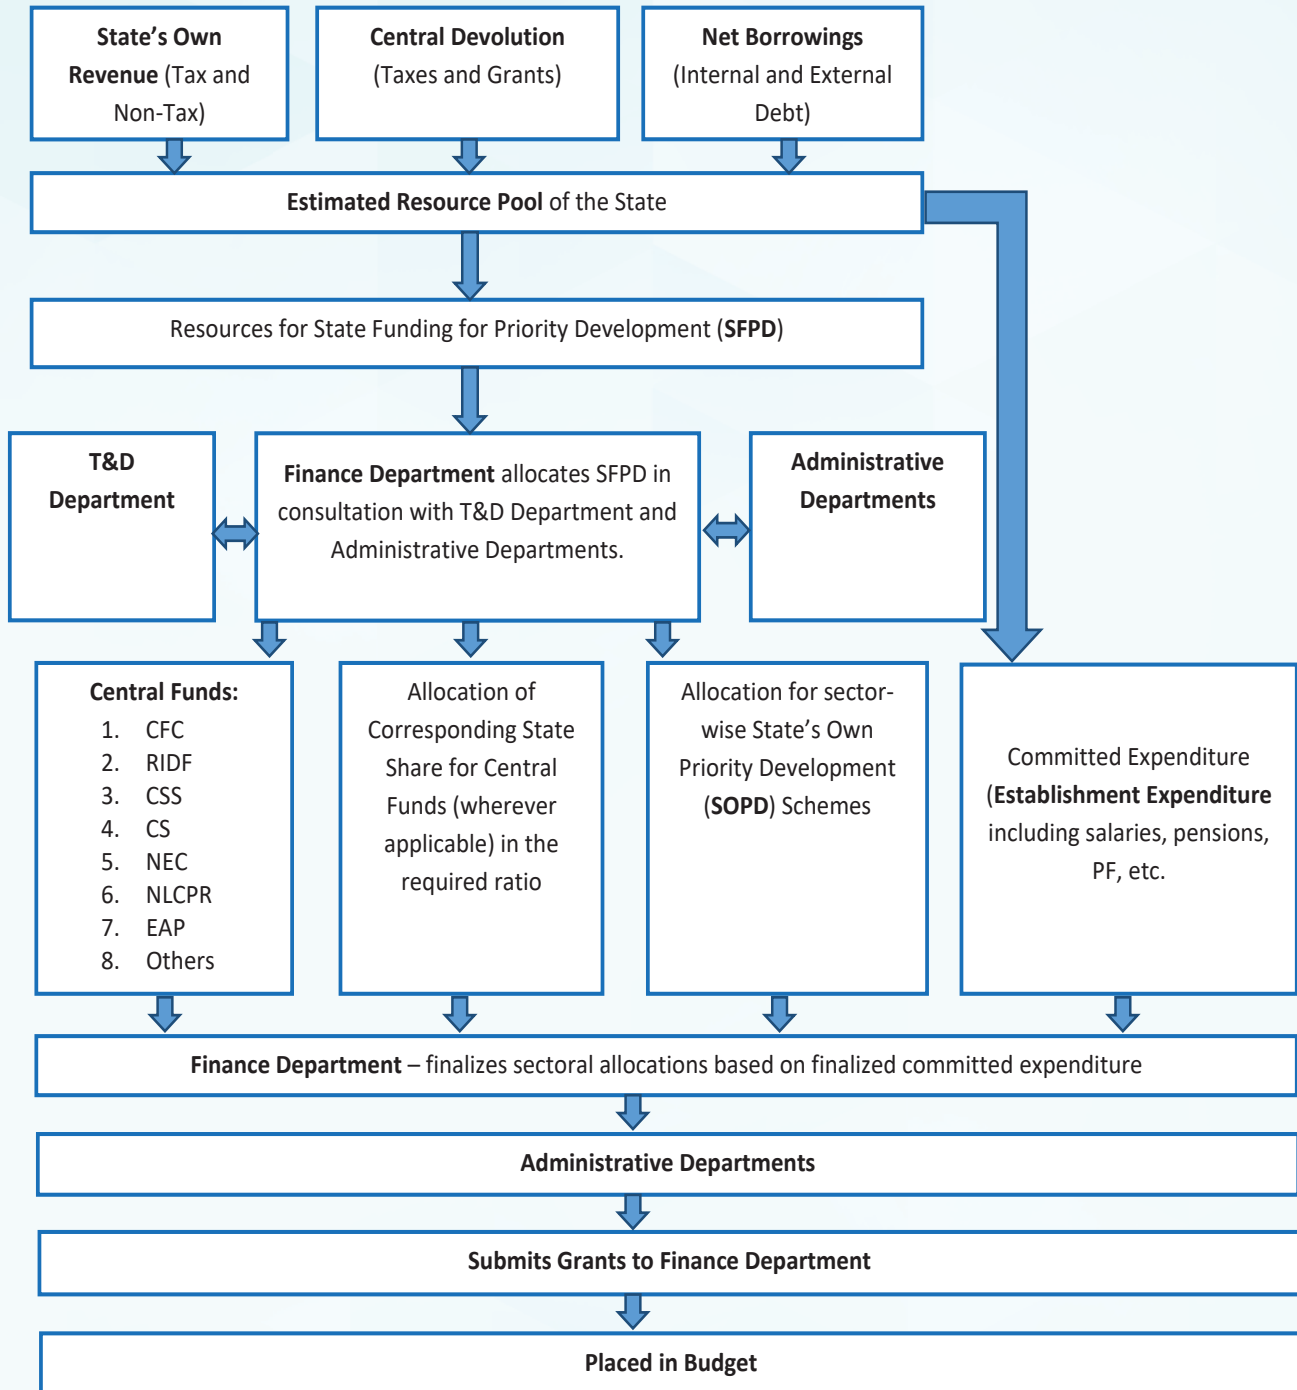 State’s Own
Revenue (Tax and
Non-Tax)
Central Devolution
(Taxes and Grants)
Net Borrowings
(Internal and External
Debt)
Estimated Resource Pool of the State
Resources for State Funding for Priority Development (SFPD)
T&D
Department
Finance Department allocates SFPD in
consultation with T&D Department and
Administrative Departments.
Administrative
Departments
Central Funds:
1. CFC
2. RIDF
3. CSS
4. CS
5. NEC
6. NLCPR
7. EAP
8. Others
Allocation of
Corresponding State
Share for Central
Funds (wherever
applicable) in the
required ratio
Allocation for sector-
wise State’s Own
Priority Development
(SOPD) Schemes
Committed Expenditure
(Establishment Expenditure
including salaries, pensions,
PF, etc.
Finance Department – finalizes sectoral allocations based on finalized committed expenditure
Administrative Departments
Submits Grants to Finance Department
Placed in Budget